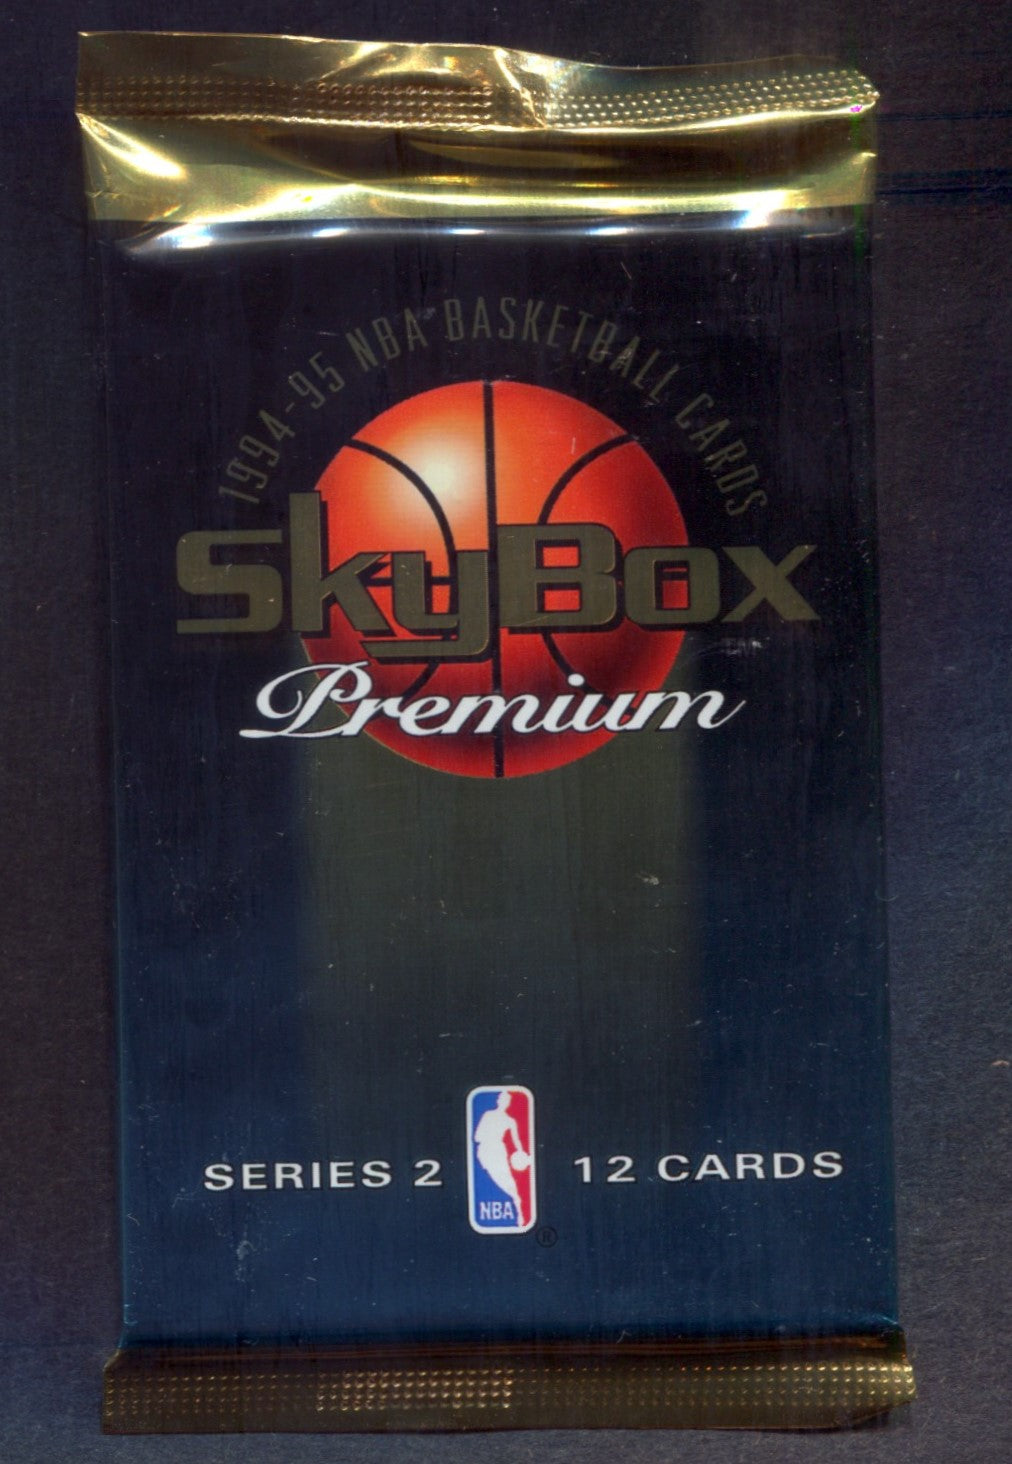 1994-95 NBA BASKETBALL CARDS
SkyBox
Premium
SERIES 2
NBA
®
12 CARDS